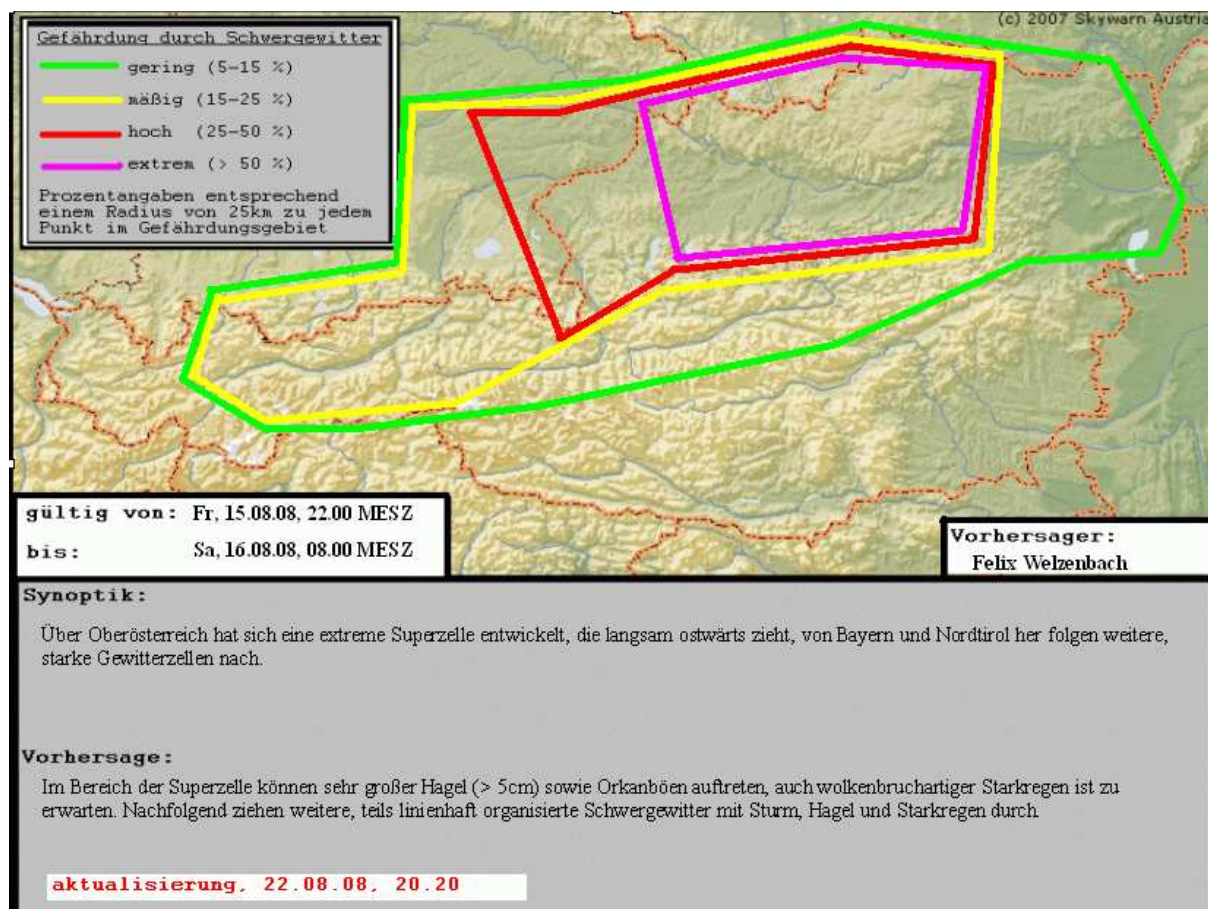 (c) 2007 Skywarn Austria
Gefährdung durch Schwergewitter
gering (5-15 %)
mäßig (15-25 %)
hoch (25-50 %)
extrem (> 50 %)
Prozentangaben entsprechend
einem Radius von 25km zu jedem
Punkt im Gefährdungsgebiet
gültig von: Fr, 15.08.08, 22.00 MESZ
bis: Sa, 16.08.08, 08.00 MESZ
Vorhersager:
Felix Welzenbach
Synoptik:
Über Oberösterreich hat sich eine extreme Superzelle entwickelt, die langsam ostwärts zieht, von Bayern und Nordtirol her folgen weitere,
starke Gewitterzellen nach.
Vorhersage:
Im Bereich der Superzelle können sehr großer Hagel (> 5cm) sowie Orkanböen auftreten, auch wolkenbruchartiger Starkregen ist zu
erwarten. Nachfolgend ziehen weitere, teils linienhaft organisierte Schwergewitter mit Sturm, Hagel und Starkregen durch
aktualisierung, 22.08.08, 20.20